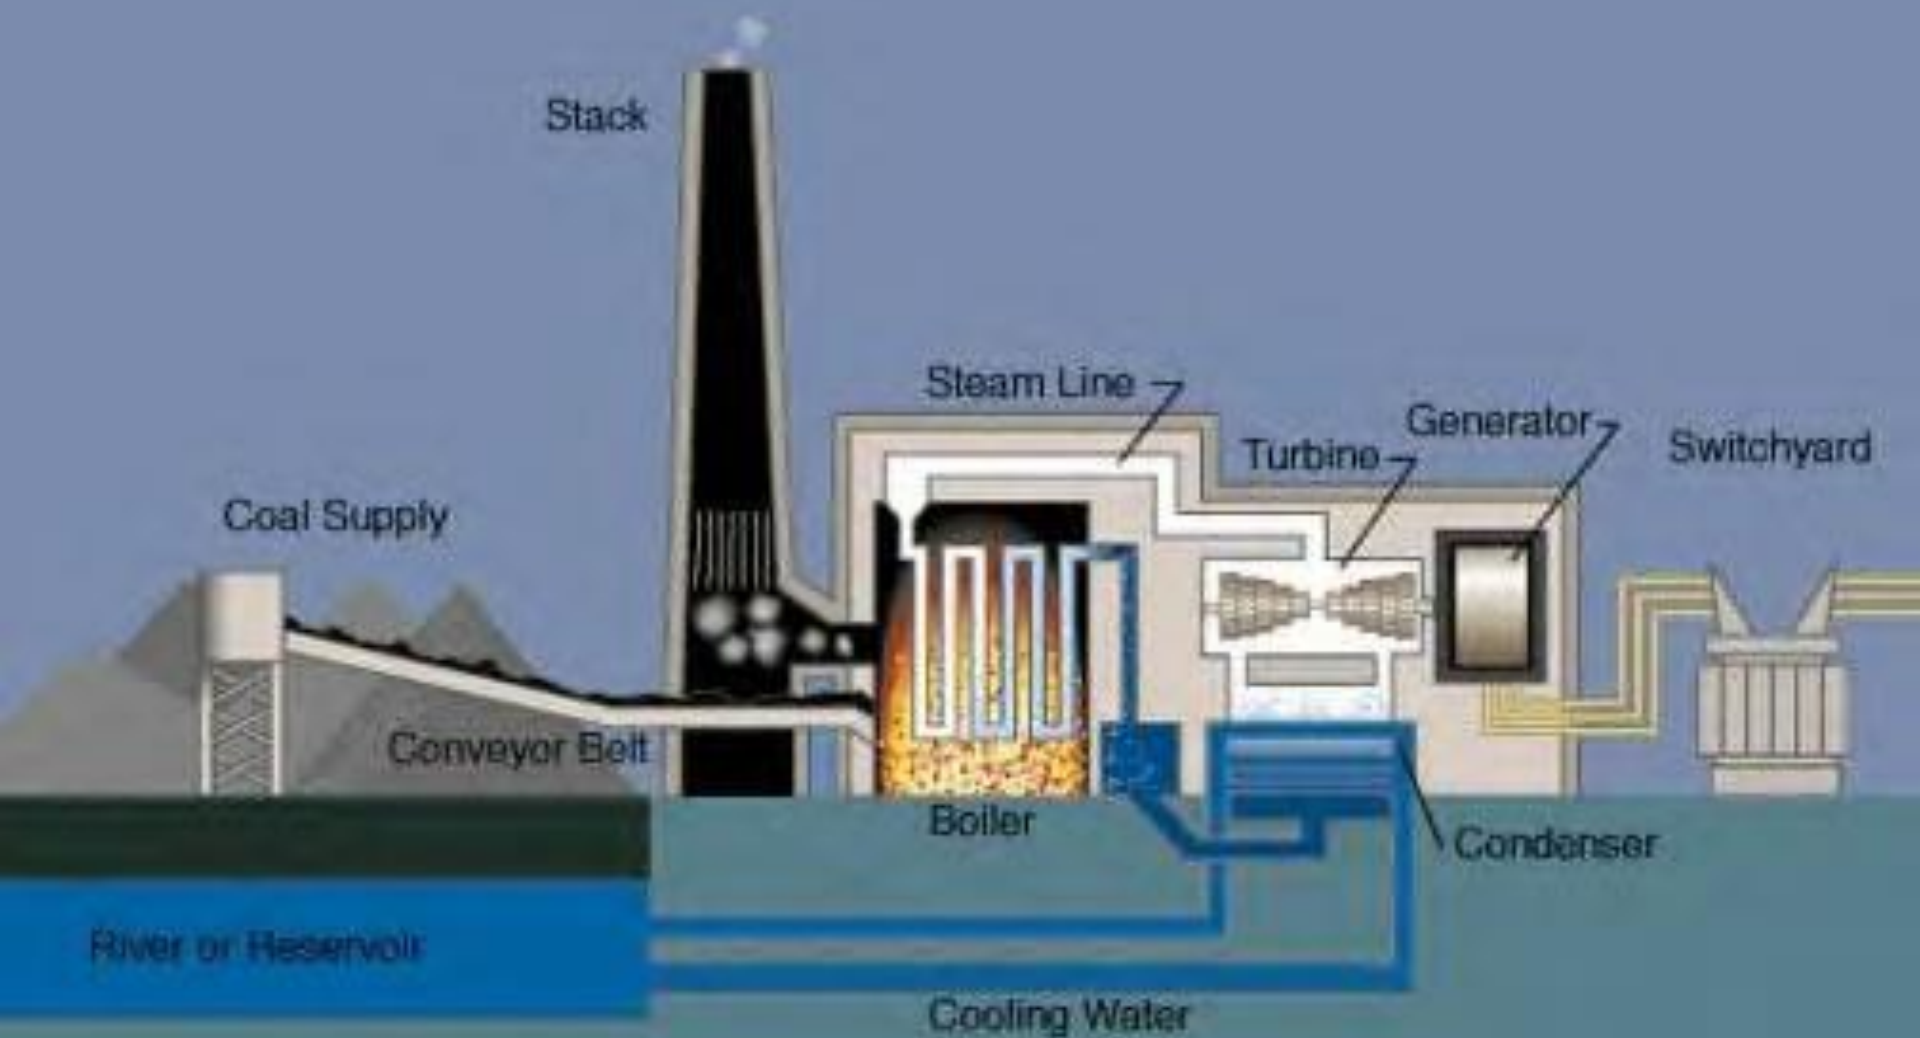 Stack
Steam Line
Generator
Turbine
Switchyard
Coal Supply
Conveyor Belt
Boiler
Condenser
River or Reservoir
Cooling Water